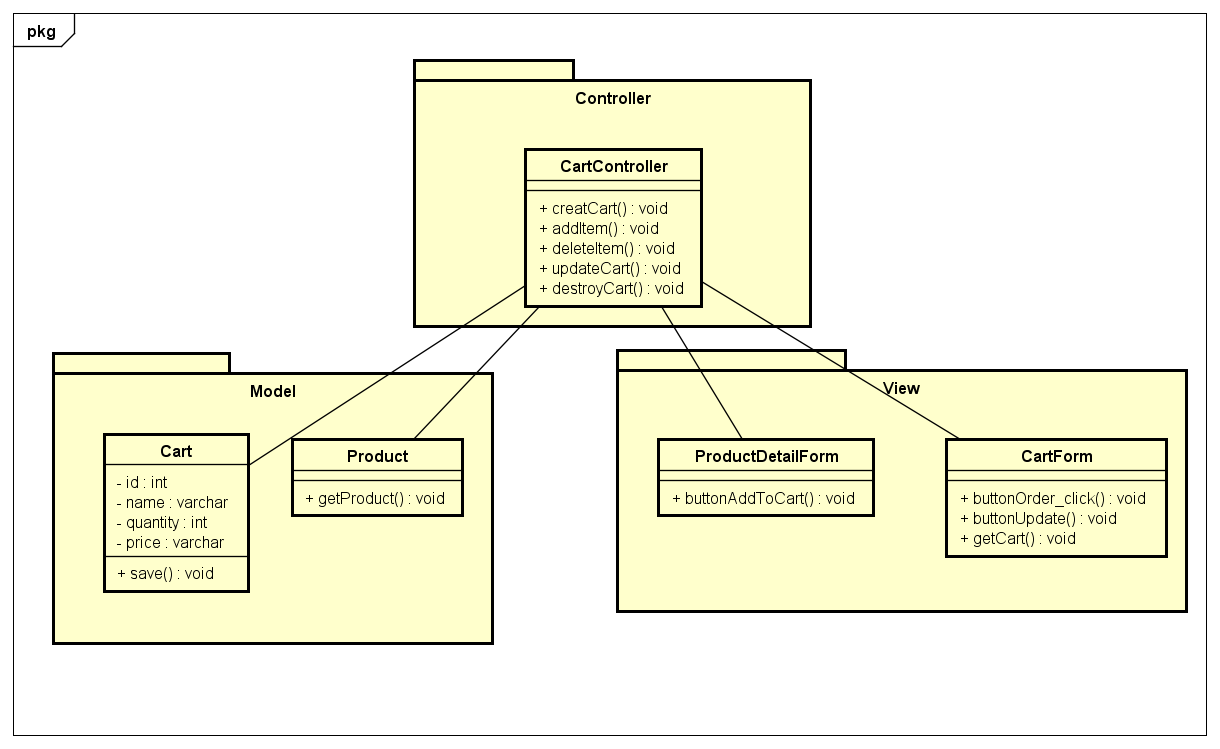 pkg
Controller
CartController
+ creatCart() : void
+ addItem() : void
+ deleteItem() : void
+ updateCart() : void
+ destroyCart() : void
Model
Cart
- id : int
- name : varchar
- quantity : int
- price : varchar
+ save() : void
Product
+ getProduct() : void
View
ProductDetailForm
+ buttonAddToCart() : void
CartForm
+ buttonOrder_click() : void
+ buttonUpdate() : void
+ getCart() : void